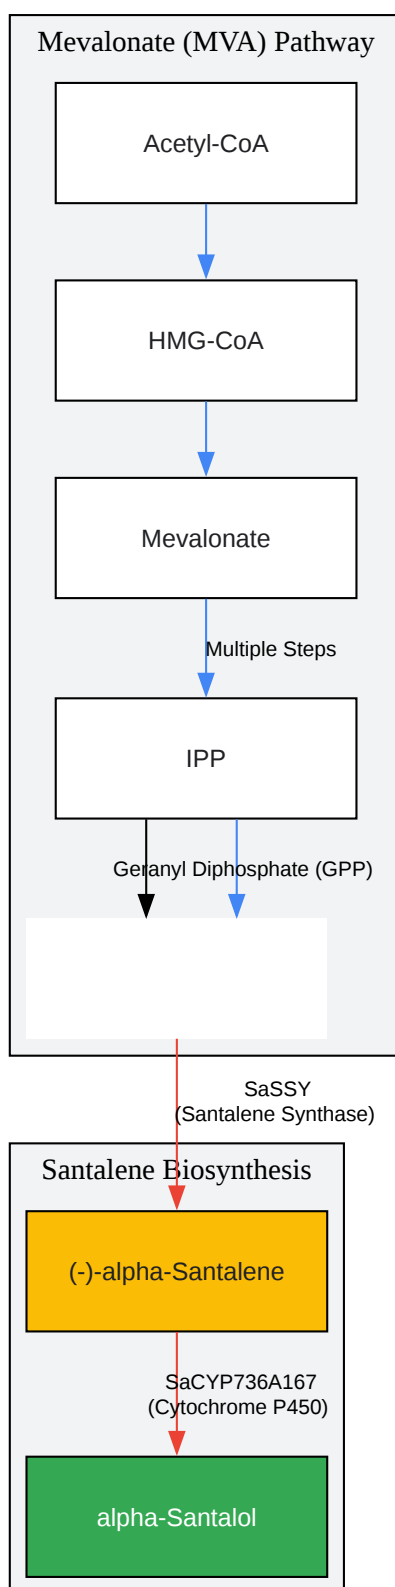 Mevalonate (MVA) Pathway
Acetyl-CoA
HMG-CoA
Mevalonate
Multiple Steps
IPP
Geranyl Diphosphate (GPP)
SaSSY
(Santalene Synthase)
Santalene Biosynthesis
(-)-alpha-Santalene
SaCYP736A167
(Cytochrome P450)
alpha-Santalol